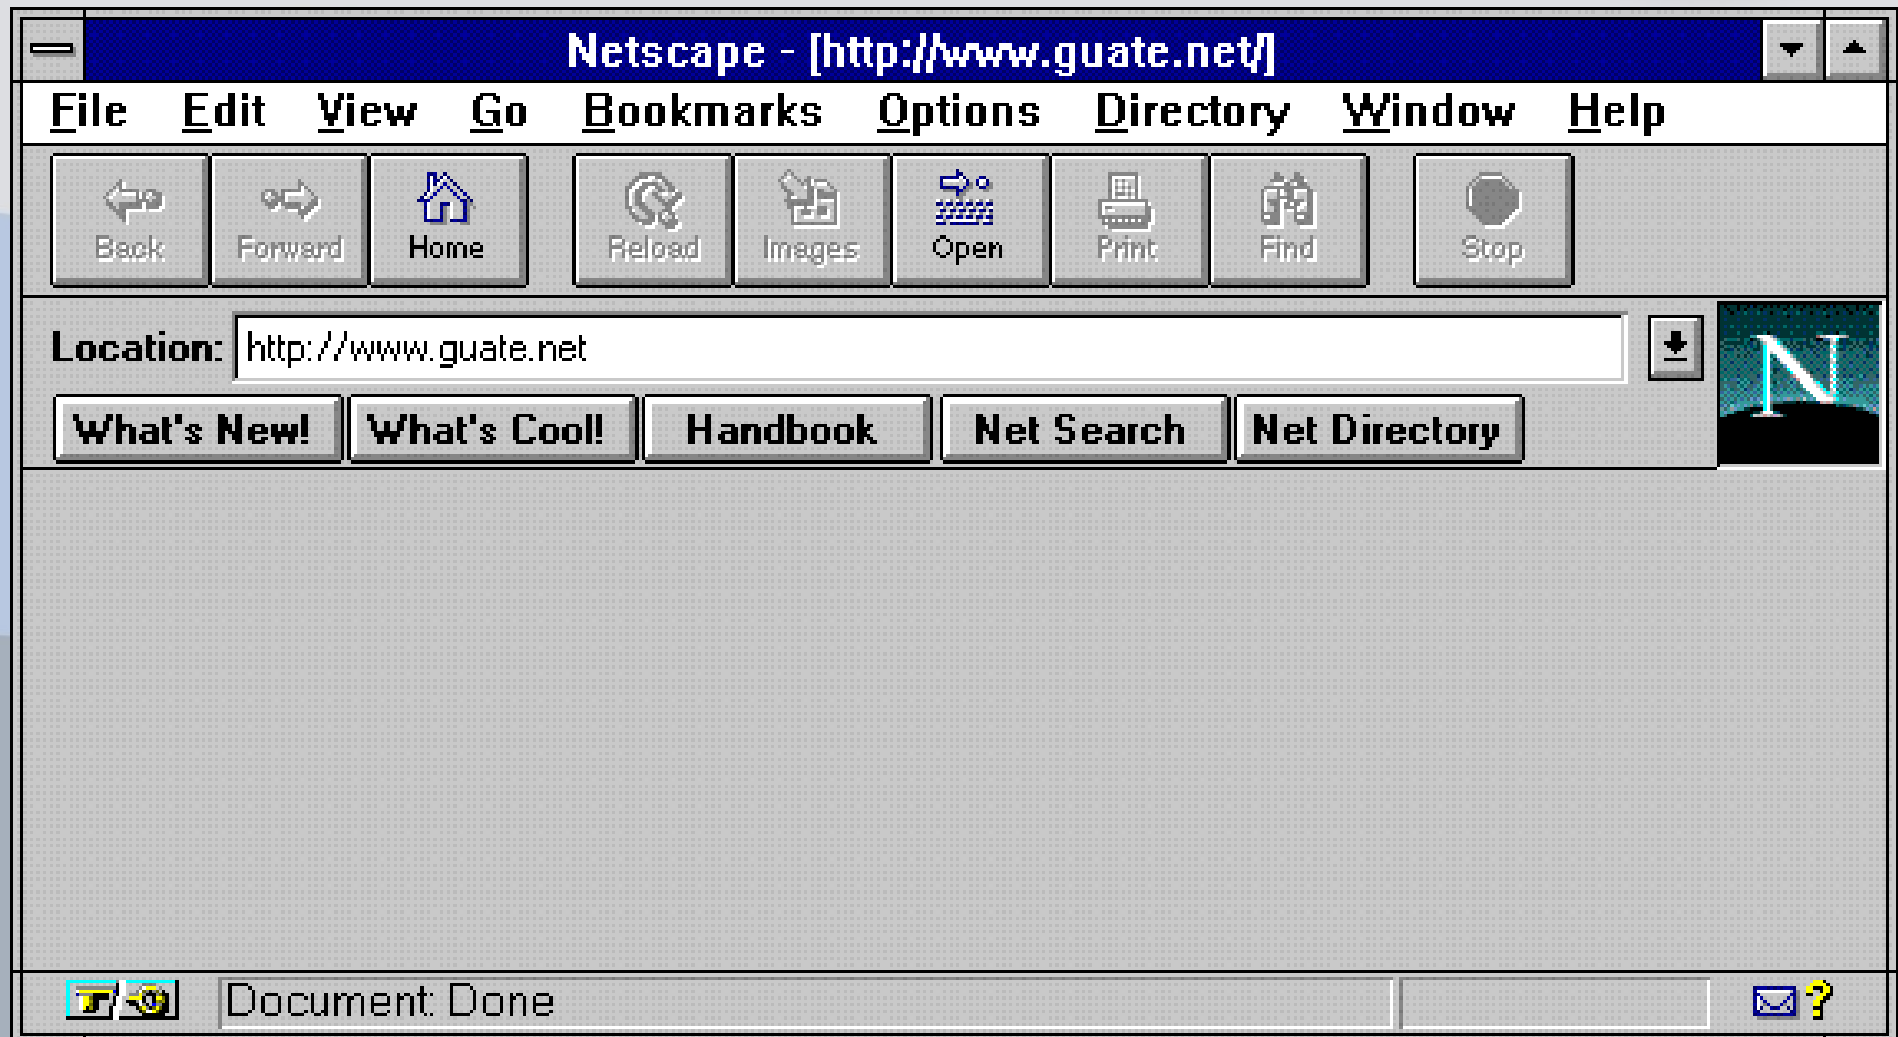 Netscape - [http://www.guate.net/]
File Edit View Go Bookmarks Options Directory Window Help
Back Forward Home Reload Images Open Print Find Stop
Location: http://www.guate.net
N
What's New! What's Cool! Handbook Net Search Net Directory
Document: Done
?